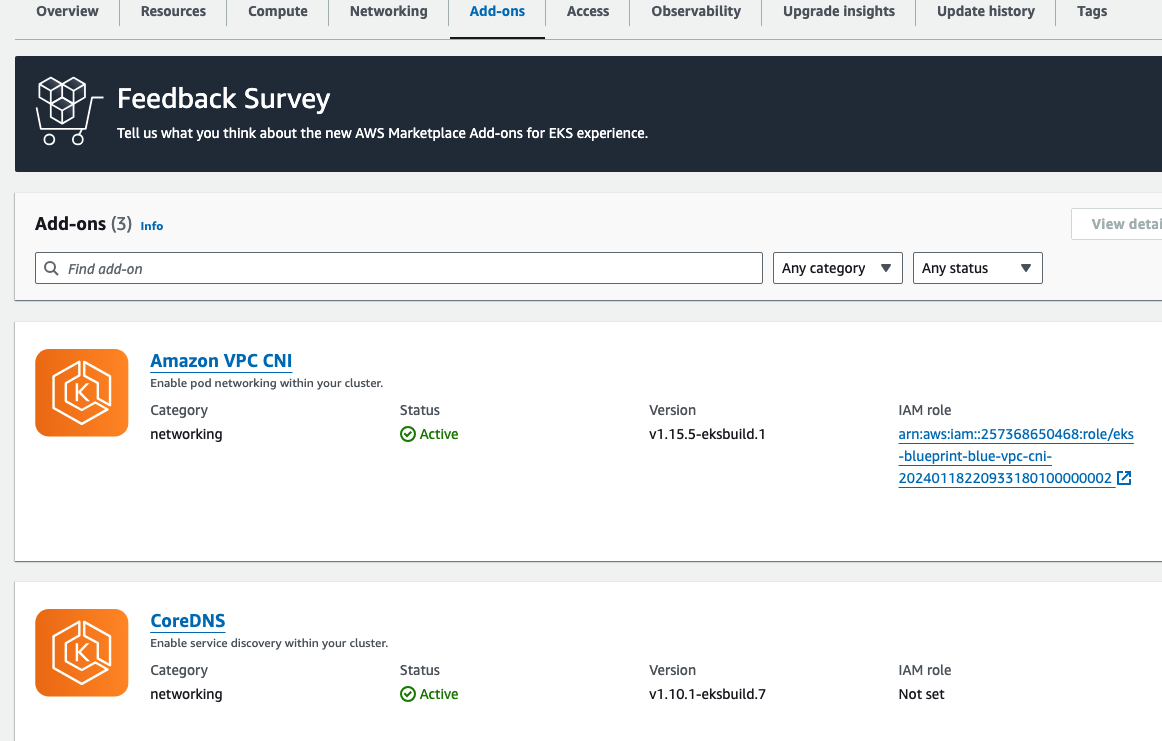 Overview Resources Compute Networking Add-ons Access Observability Upgrade insights Update history Tags
Feedback Survey
Tell us what you think about the new AWS Marketplace Add-ons for EKS experience.
Add-ons (3) Info
View detai
Find add-on Any category Any status
Amazon VPC CNI
Enable pod networking within your cluster.
Category Status Version IAM role
networking Active v1.15.5-eksbuild.1 arn:aws:iam::257368650468:role/eks
-blueprint-blue-vpc-cni-
20240118220933180100000002
CoreDNS
Enable service discovery within your cluster.
Category Status Version IAM role
networking Active v1.10.1-eksbuild.7 Not set